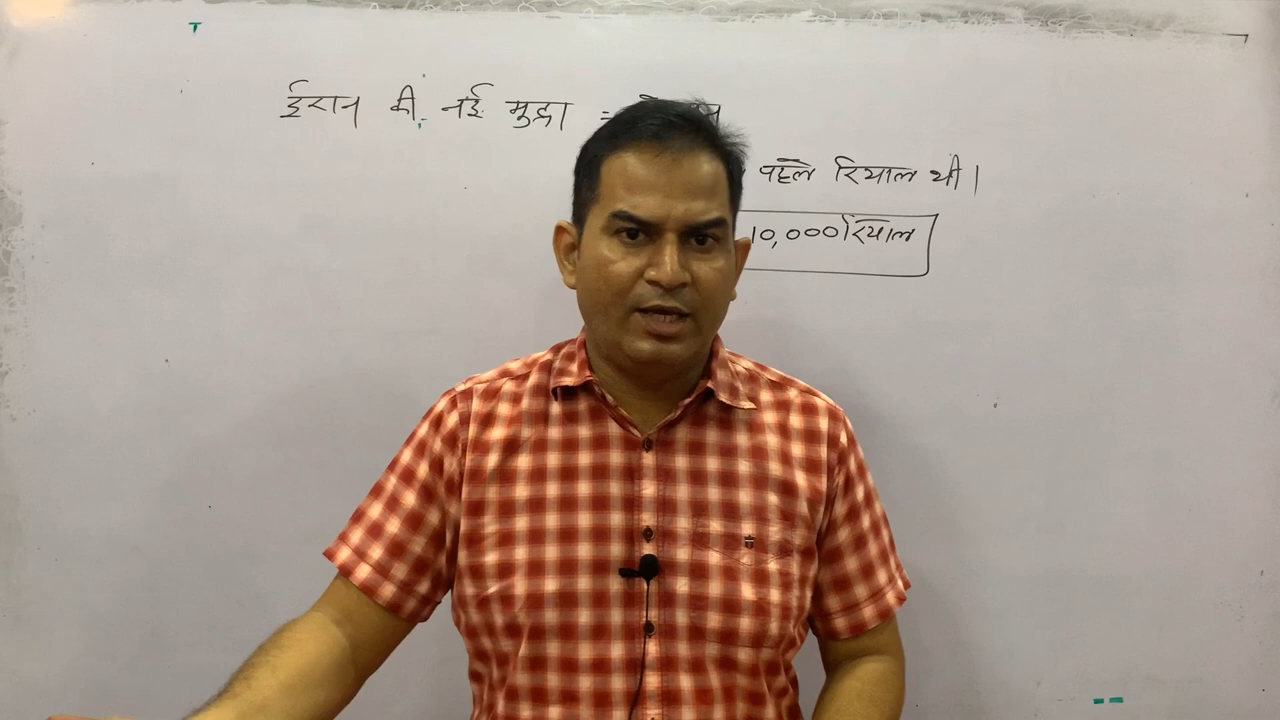 ईरान की नई मुद्रा =
पहले रियाल थी।
10,000 रियाल